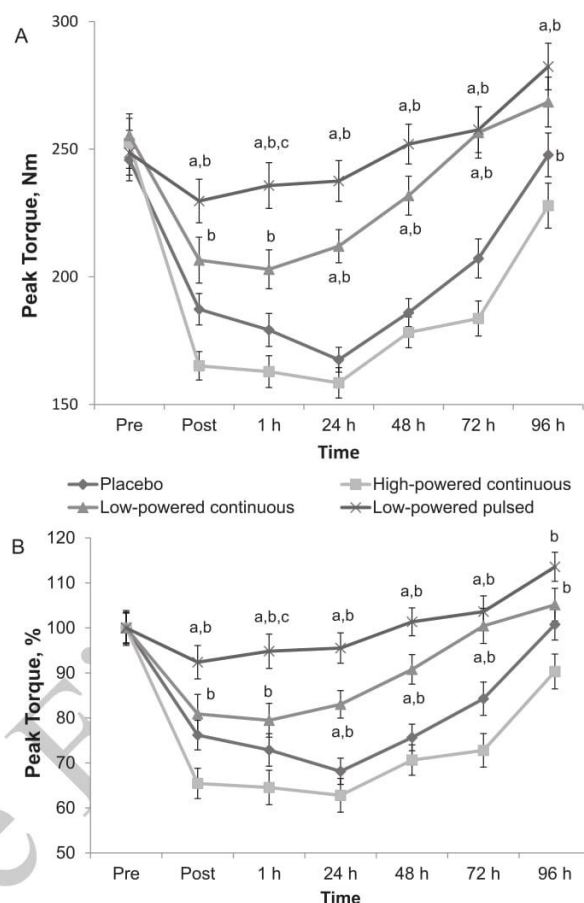 A
300
250
200
150
Peak Torque, Nm
a,b
a,b
a,b,c
a,b
a,b
a,b
b
b
b
a,b
a,b
a,b
Pre Post 1 h 24 h 48 h 72 h 96 h
Time
Placebo High-powered continuous
Low-powered continuous Low-powered pulsed
B
120
110
100
90
80
70
60
50
Peak Torque, %
b
a,b
a,b,c
a,b
a,b
a,b
b
b
b
a,b
a,b
a,b
Pre Post 1 h 24 h 48 h 72 h 96 h
Time